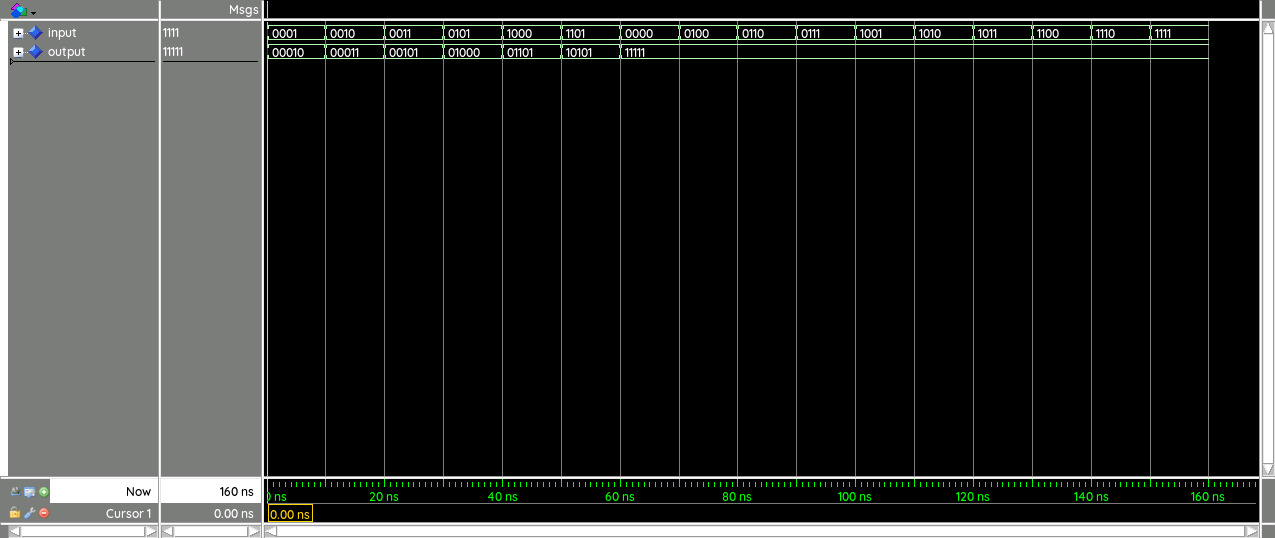 Msgs
input 1111 0001 0010 0011 0101 1000 1101 0000 0100 0110 0111 1001 1010 1011 1100 1110 1111
output 11111 00010 00011 00101 01000 01101 10101 11111
Now 160 ns 0 ns 20 ns 40 ns 60 ns 80 ns 100 ns 120 ns 140 ns 160 ns
Cursor 1 0.00 ns 0.00 ns